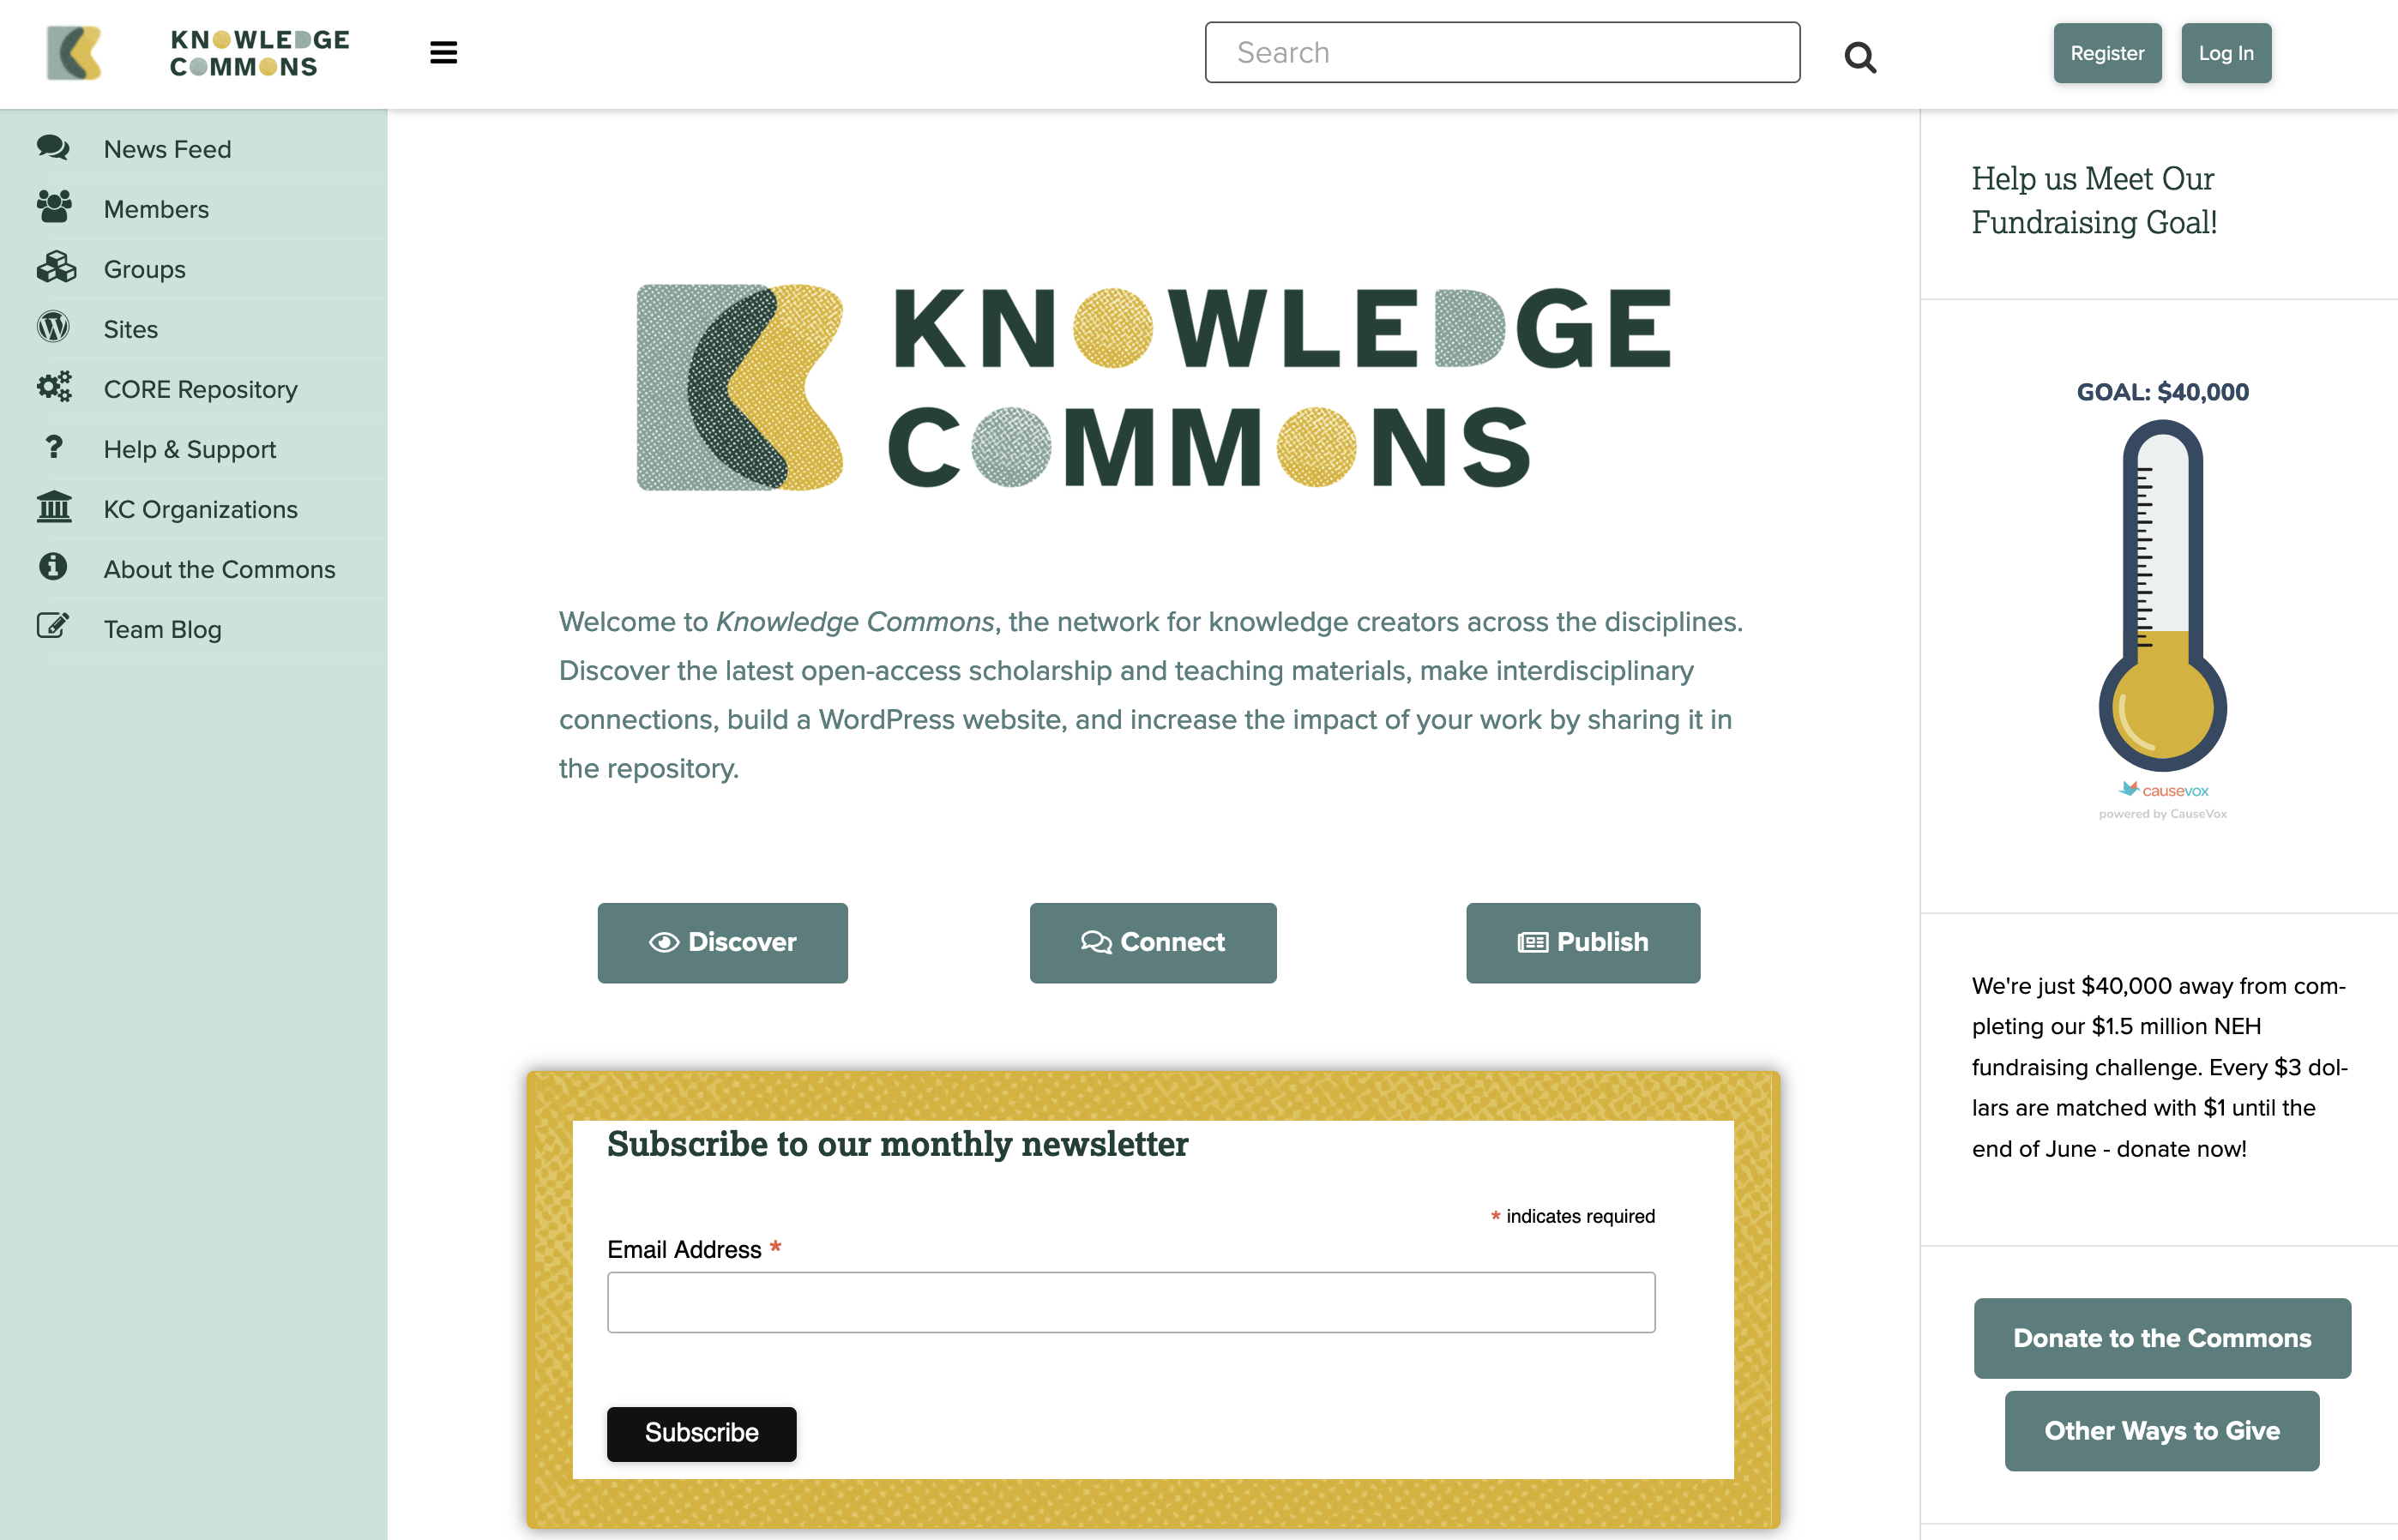 KNOWLEDGE
COMMONS
Search
Register
Log In
News Feed
Members
Groups
Sites
CORE Repository
Help & Support
KC Organizations
About the Commons
Team Blog
KNOWLEDGE
COMMONS
Welcome to Knowledge Commons, the network for knowledge creators across the disciplines.
Discover the latest open-access scholarship and teaching materials, make interdisciplinary
connections, build a WordPress website, and increase the impact of your work by sharing it in
the repository.
Discover
Connect
Publish
Subscribe to our monthly newsletter
* indicates required
Email Address *
Subscribe
Help us Meet Our
Fundraising Goal!
GOAL: $40,000
causevox
powered by CauseVox
We're just $40,000 away from com-
pleting our $1.5 million NEH
fundraising challenge. Every $3 dol-
lars are matched with $1 until the
end of June - donate now!
Donate to the Commons
Other Ways to Give